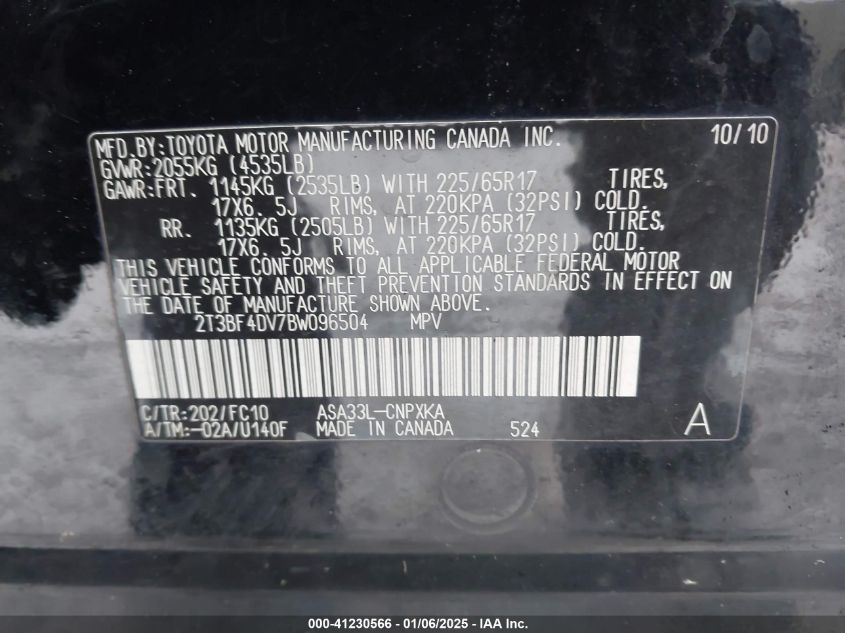 MFD. BY: TOYOTA MOTOR MANUFACTURING CANADA INC. 10/10
GVWR: 2055KG (4535LB)
GAWR: FRT. 1145KG (2535LB) WITH 225/65R17 TIRES,
17X6. 5J RIMS, AT 220KPA (32PSI) COLD.
RR. 1135KG (2505LB) WITH 225/65R17 TIRES,
17X6. 5J RIMS, AT 220KPA (32PSI) COLD.
THIS VEHICLE CONFORMS TO ALL APPLICABLE FEDERAL MOTOR
VEHICLE SAFETY AND THEFT PREVENTION STANDARDS IN EFFECT ON
THE DATE OF MANUFACTURE SHOWN ABOVE.
2T3BF4DV7BW096504 MPV
C/TR: 202/FC10 ASA33L-CNPXKA
A/TM: -02A/U140F MADE IN CANADA 524 A
000-41230566 - 01/06/2025 - IAA Inc.